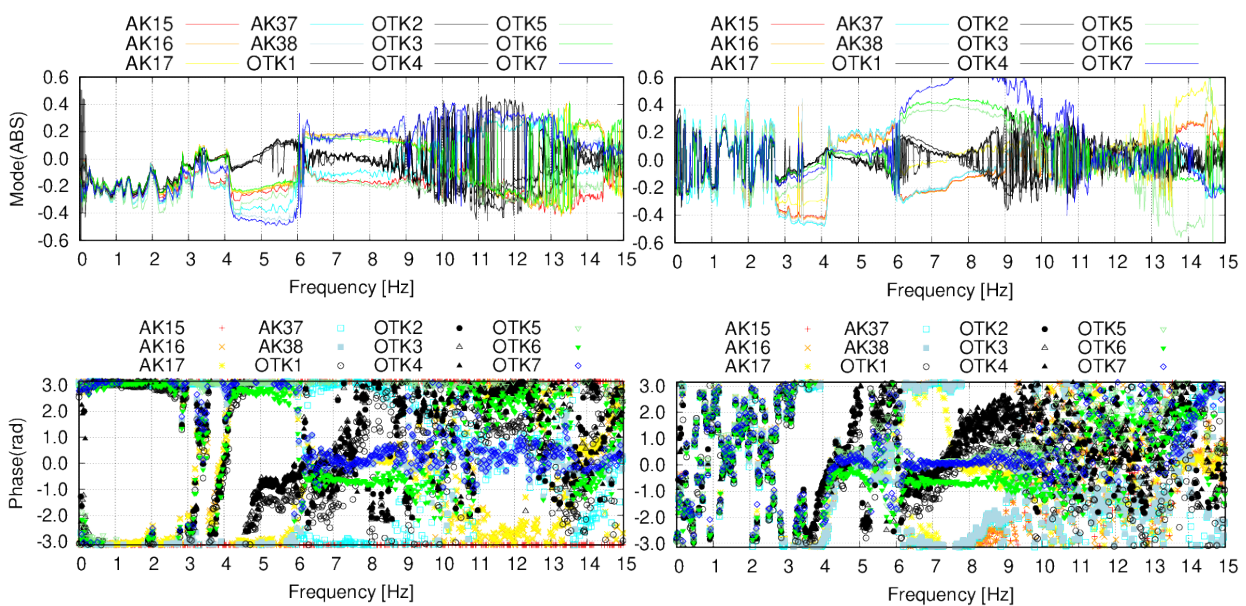 AK15 AK37 OTK2 OTK5
AK16 AK38 OTK3 OTK6
AK17 OTK1 OTK4 OTK7
Mode(ABS)
0.6
0.4
0.2
0.0
-0.2
-0.4
-0.6
0 1 2 3 4 5 6 7 8 9 10 11 12 13 14 15
Frequency [Hz]
AK15 AK37 OTK2 OTK5
AK16 AK38 OTK3 OTK6
AK17 OTK1 OTK4 OTK7
0.6
0.4
0.2
0.0
-0.2
-0.4
-0.6
0 1 2 3 4 5 6 7 8 9 10 11 12 13 14 15
Frequency [Hz]
AK15 AK37 OTK2 OTK5
AK16 AK38 OTK3 OTK6
AK17 OTK1 OTK4 OTK7
Phase(rad)
3.0
2.0
1.0
0.0
-1.0
-2.0
-3.0
0 1 2 3 4 5 6 7 8 9 10 11 12 13 14 15
Frequency [Hz]
AK15 AK37 OTK2 OTK5
AK16 AK38 OTK3 OTK6
AK17 OTK1 OTK4 OTK7
3.0
2.0
1.0
0.0
-1.0
-2.0
-3.0
0 1 2 3 4 5 6 7 8 9 10 11 12 13 14 15
Frequency [Hz]